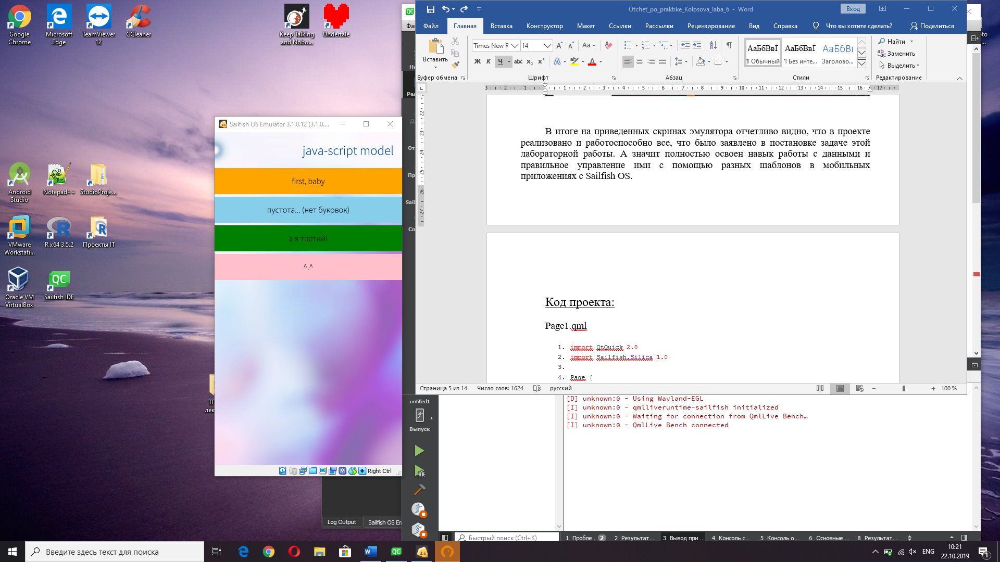 Google Chrome
Microsoft Edge
TeamViewer 12
CCleaner
Keep Talking and Nobo...
Undertale
Android Studio
Notepad++
StudioProje...
VMware Workstati...
R x64 3.5.2
Проекты IT
Oracle VM VirtualBox
Sailfish IDE
Sailfish OS Emulator 3.1.0.12 (3.1.0....
java-script model
first, baby
пустота... (нет буковок)
а я третий!
^.^
Right Ctrl
Log Output
Sailfish OS En
Otchet_po_praktike_Kolosova_laba_6 - Word
Вход
Файл Главная Вставка Конструктор Макет Ссылки Рассылки Рецензирование Вид Справка Что вы хотите сделать? Поделиться
Вставить
Times New R 14
Буфер обмена Шрифт Абзац Стили Редактирование
АаБбВвГ АаБбВвГ АаБбВв
¶ Обычный ¶ Без инте... Заголово...
Найти
Заменить
Выделить
В итоге на приведенных скринах эмулятора отчетливо видно, что в проекте
реализовано и работоспособно все, что было заявлено в постановке задаче этой
лабораторной работы. А значит полностью освоен навык работы с данными и
правильное управление ими с помощью разных шаблонов в мобильных
приложениях с Sailfish OS.
Код проекта:
Page1.qml
1. import QtQuick 2.0
2. import Sailfish.Silica 1.0
3.
4. Page {
Страница 5 из 14 Число слов: 1624 русский 100 %
untitled1
Выпуск
[D] unknown:0 - Using Wayland-EGL
[I] unknown:0 - qmlliveruntime-sailfish initialized
[I] unknown:0 - Waiting for connection from QmlLive Bench…
[I] unknown:0 - QmlLive Bench connected
Быстрый поиск (Ctrl+K)
1 Пробле... 2 2 Результат... 3 Вывод при... 4 Консоль с... 5 Консоль о... 6 Основные ... 8 Результат...
Введите здесь текст для поиска
ENG
10:21
22.10.2019